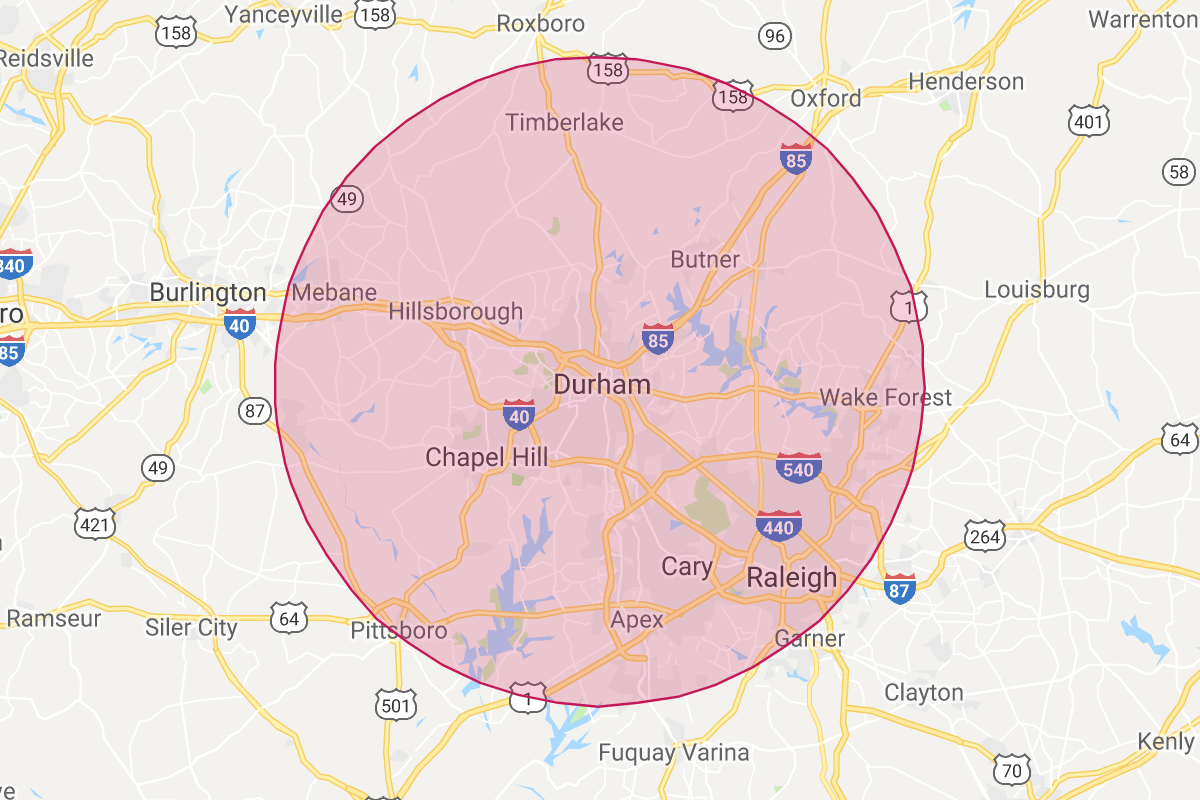 Yanceyville
158
158
Roxboro
96
Warrenton
Reidsville
158
158
Oxford
Henderson
401
Timberlake
85
58
49
Butner
840
Burlington
Mebane
Louisburg
ro
40
Hillsborough
1
85
85
Durham
Wake Forest
87
40
64
Chapel Hill
49
540
421
440
264
Cary
Raleigh
87
Ramseur
Siler City
64
Pittsboro
Apex
Garner
501
1
Clayton
Fuquay Varina
Kenly
70